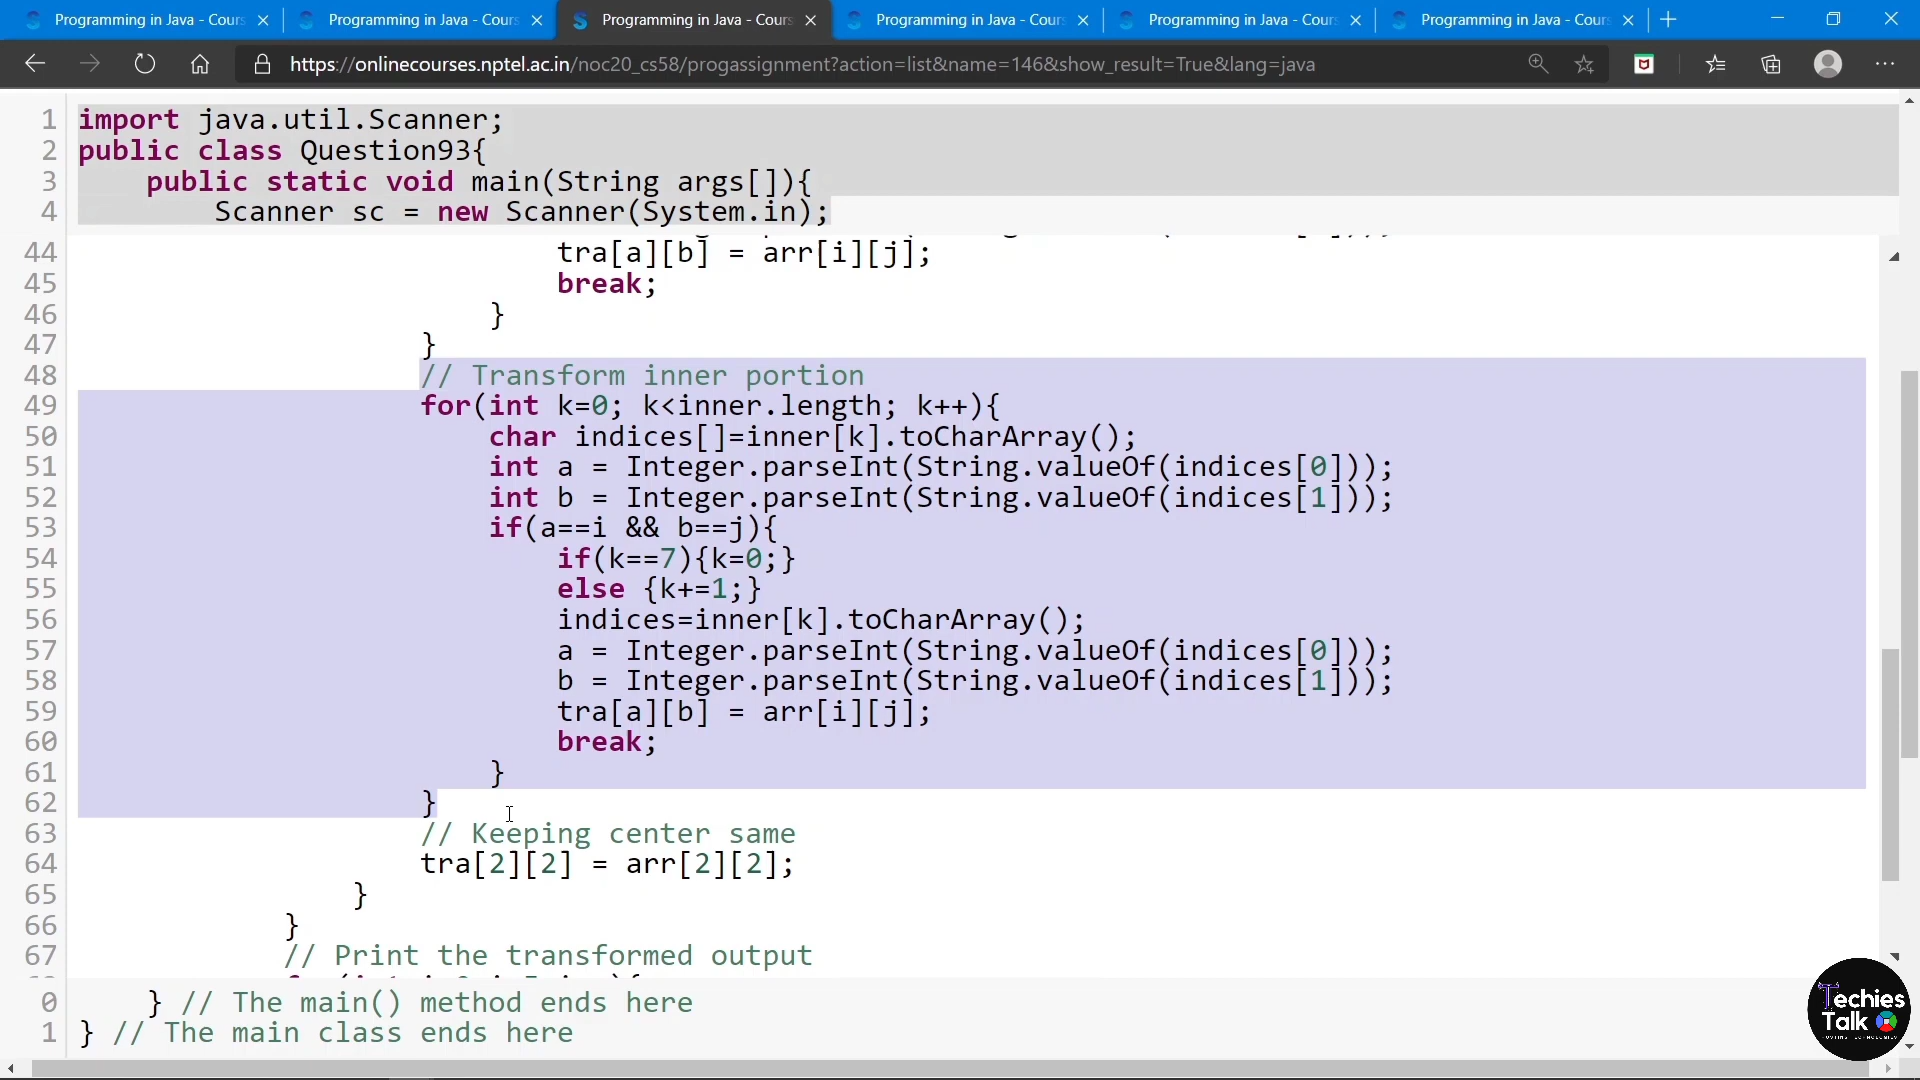 Programming in Java - Cours
Programming in Java - Cours
Programming in Java - Cours
Programming in Java - Cours
Programming in Java - Cours
Programming in Java - Cours
https://onlinecourses.nptel.ac.in/noc20_cs58/progassignment?action=list&name=146&show_result=True&lang=java
1 import java.util.Scanner;
2 public class Question93{
3 public static void main(String args[]){
4 Scanner sc = new Scanner(System.in);
44 tra[a][b] = arr[i][j];
45 break;
46 }
47 }
48 // Transform inner portion
49 for(int k=0; k<inner.length; k++){
50 char indices[]=inner[k].toCharArray();
51 int a = Integer.parseInt(String.valueOf(indices[0]));
52 int b = Integer.parseInt(String.valueOf(indices[1]));
53 if(a==i && b==j){
54 if(k==7){k=0;}
55 else {k+=1;}
56 indices=inner[k].toCharArray();
57 a = Integer.parseInt(String.valueOf(indices[0]));
58 b = Integer.parseInt(String.valueOf(indices[1]));
59 tra[a][b] = arr[i][j];
60 break;
61 }
62 }
63 // Keeping center same
64 tra[2][2] = arr[2][2];
65 }
66 }
67 // Print the transformed output
0 } // The main() method ends here
1 } // The main class ends here
Techies
Talk